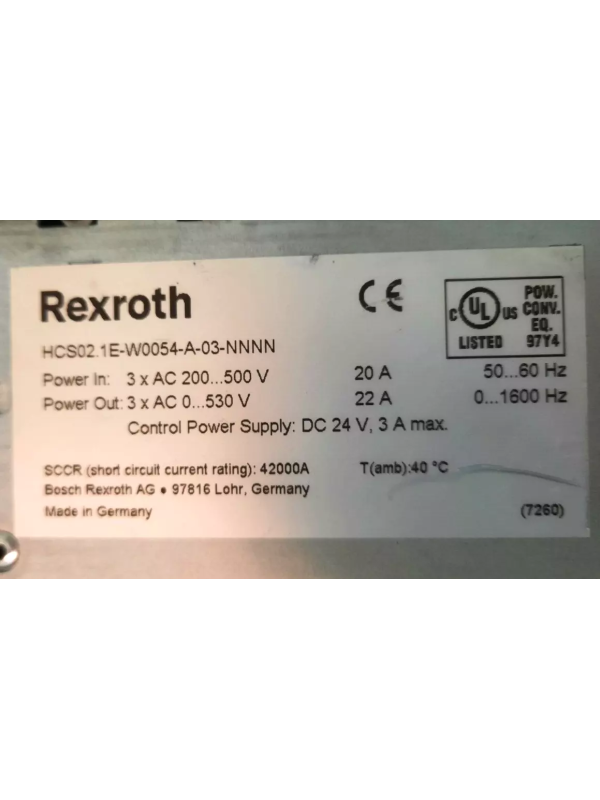 Rexroth
CE
C UL US
LISTED
POW.
CONV.
EQ.
97Y4
HCS02.1E-W0054-A-03-NNNN
Power In: 3 x AC 200...500 V 20 A 50...60 Hz
Power Out: 3 x AC 0...530 V 22 A 0...1600 Hz
Control Power Supply: DC 24 V, 3 A max.
SCCR (short circuit current rating): 42000A T(amb):40 °C
Bosch Rexroth AG • 97816 Lohr, Germany
Made in Germany (7260)